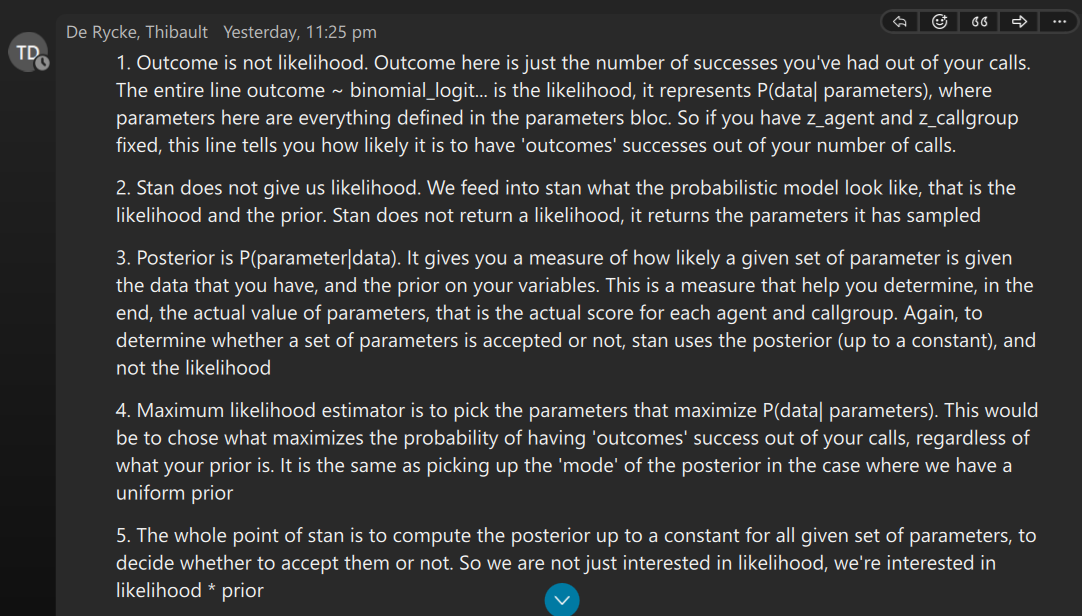 De Rycke, Thibault Yesterday, 11:25 pm
TD
1. Outcome is not likelihood. Outcome here is just the number of successes you've had out of your calls.
The entire line outcome ~ binomial_logit... is the likelihood, it represents P(data| parameters), where
parameters here are everything defined in the parameters bloc. So if you have z_agent and z_callgroup
fixed, this line tells you how likely it is to have 'outcomes' successes out of your number of calls.
2. Stan does not give us likelihood. We feed into stan what the probabilistic model look like, that is the
likelihood and the prior. Stan does not return a likelihood, it returns the parameters it has sampled
3. Posterior is P(parameter|data). It gives you a measure of how likely a given set of parameter is given
the data that you have, and the prior on your variables. This is a measure that help you determine, in the
end, the actual value of parameters, that is the actual score for each agent and callgroup. Again, to
determine whether a set of parameters is accepted or not, stan uses the posterior (up to a constant), and
not the likelihood
4. Maximum likelihood estimator is to pick the parameters that maximize P(data| parameters). This would
be to chose what maximizes the probability of having 'outcomes' success out of your calls, regardless of
what your prior is. It is the same as picking up the 'mode' of the posterior in the case where we have a
uniform prior
5. The whole point of stan is to compute the posterior up to a constant for all given set of parameters, to
decide whether to accept them or not. So we are not just interested in likelihood, we're interested in
likelihood * prior